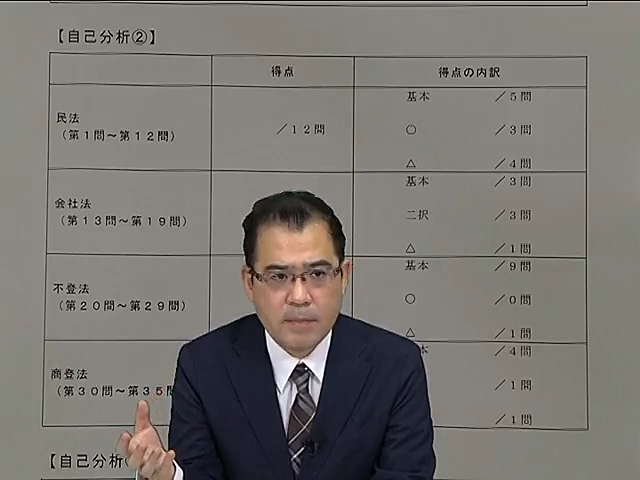 【自己分析②】
得点 得点の内訳
基本 ／5問
民法
（第1問～第12問） ／12問 ○ ／3問
△ ／4問
基本 ／3問
会社法
（第13問～第19問） 二択 ／3問
△ ／1問
基本 ／9問
不登法
（第20問～第29問） ○ ／0問
△ ／1問
／4問
商登法
（第30問～第35問 ／1問
／1問
【自己分析